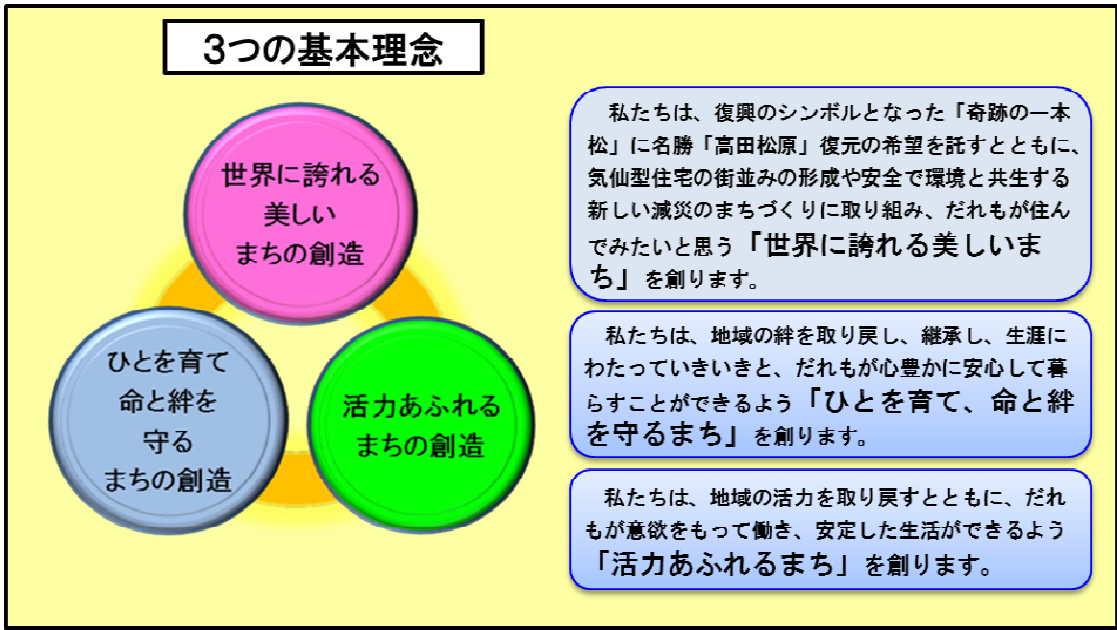 3つの基本理念
世界に誇れる
美しい
まちの創造
ひとを育て
命と絆を
守る
まちの創造
活力あふれる
まちの創造
私たちは、復興のシンボルとなった「奇跡の一本
松」に名勝「高田松原」復元の希望を託すとともに、
気仙型住宅の街並みの形成や安全で環境と共生する
新しい減災のまちづくりに取り組み、だれもが住ん
でみたいと思う「世界に誇れる美しいま
ち」を創ります。
私たちは、地域の絆を取り戻し、継承し、生涯に
わたっていきいきと、だれもが心豊かに安心して暮
らすことができるよう「ひとを育て、命と絆
を守るまち」を創ります。
私たちは、地域の活力を取り戻すとともに、だれ
もが意欲をもって働き、安定した生活ができるよう
「活力あふれるまち」を創ります。